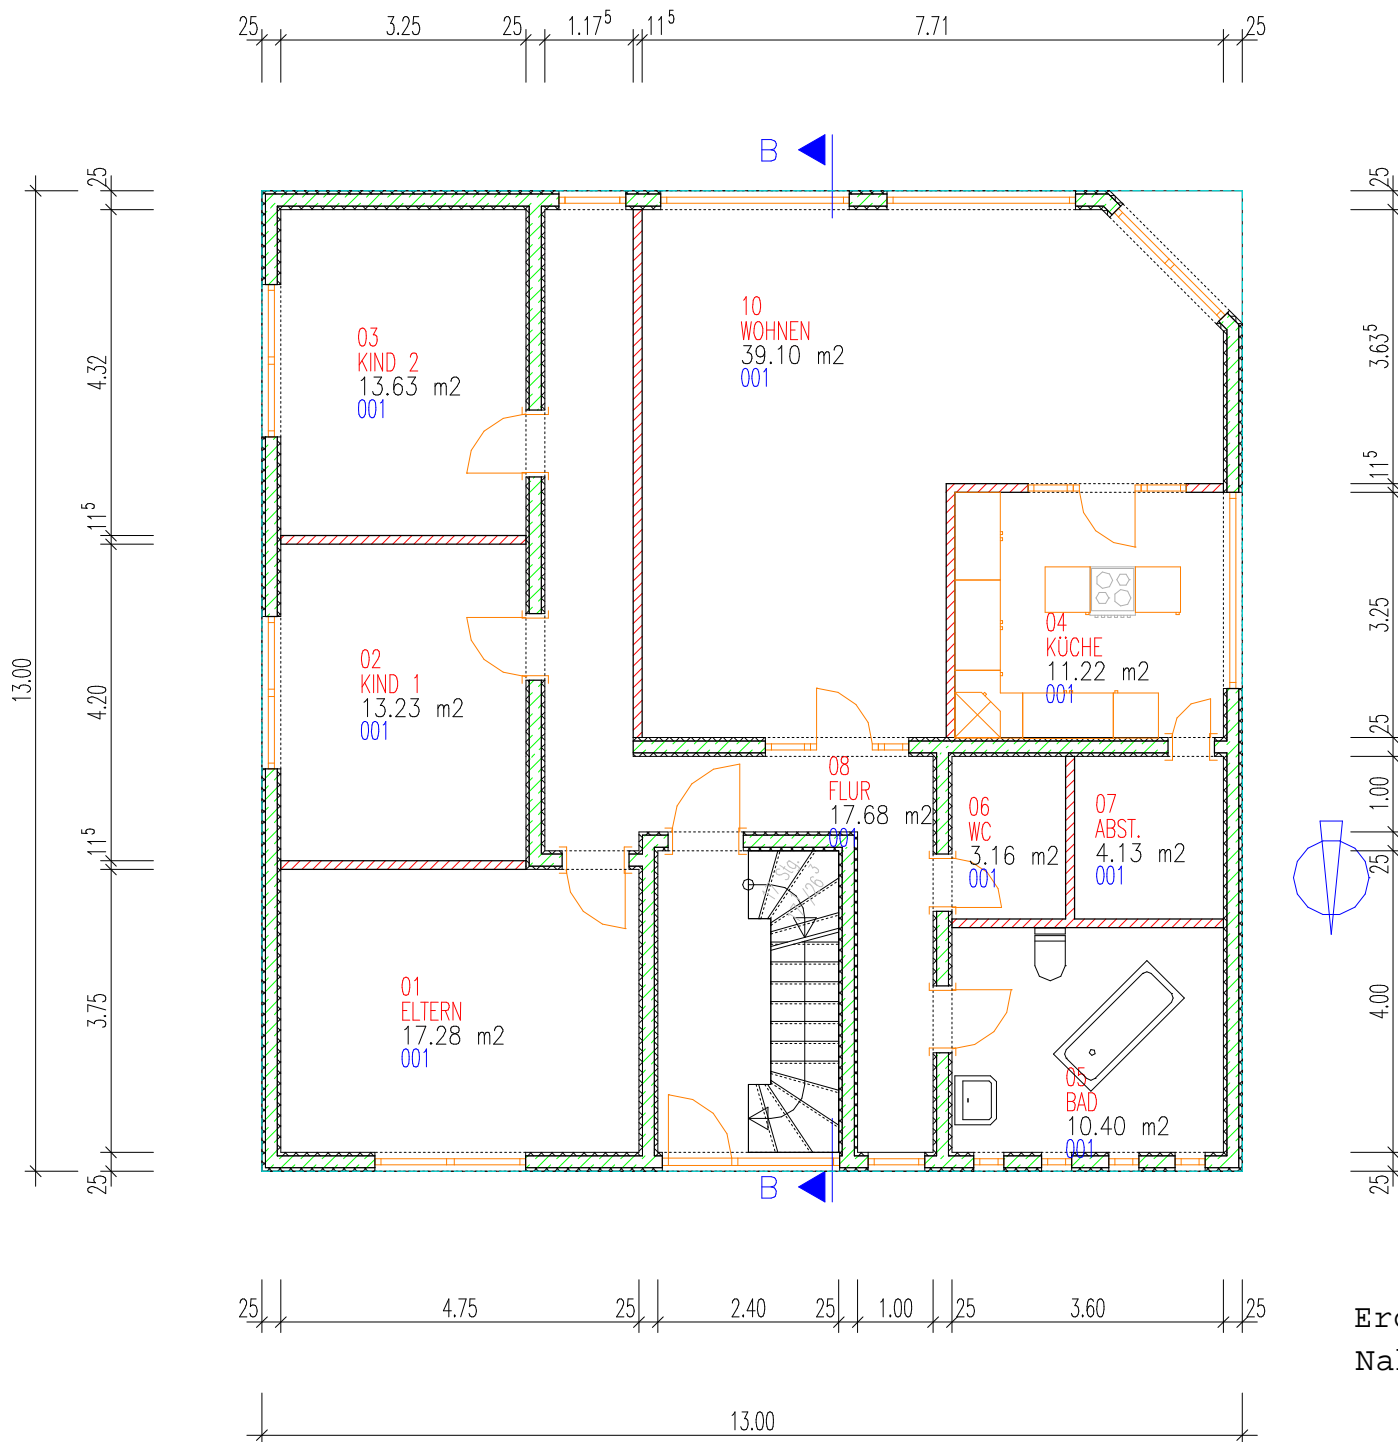 25 3.25 25 1.17⁵ 11⁵ 7.71 25
B
25
4.32
11⁵
4.20
11⁵
3.75
25
13.00
25
3.63⁵
11⁵
3.25
25
1.00
25
4.00
25
03
KIND 2
13.63 m2
001
10
WOHNEN
39.10 m2
001
02
KIND 1
13.23 m2
001
04
KÜCHE
11.22 m2
001
08
FLUR
17.68 m2
001
06
WC
3.16 m2
001
07
ABST.
4.13 m2
001
01
ELTERN
17.28 m2
001
05
BAD
10.40 m2
001
B
25 4.75 25 2.40 25 1.00 25 3.60 25
13.00